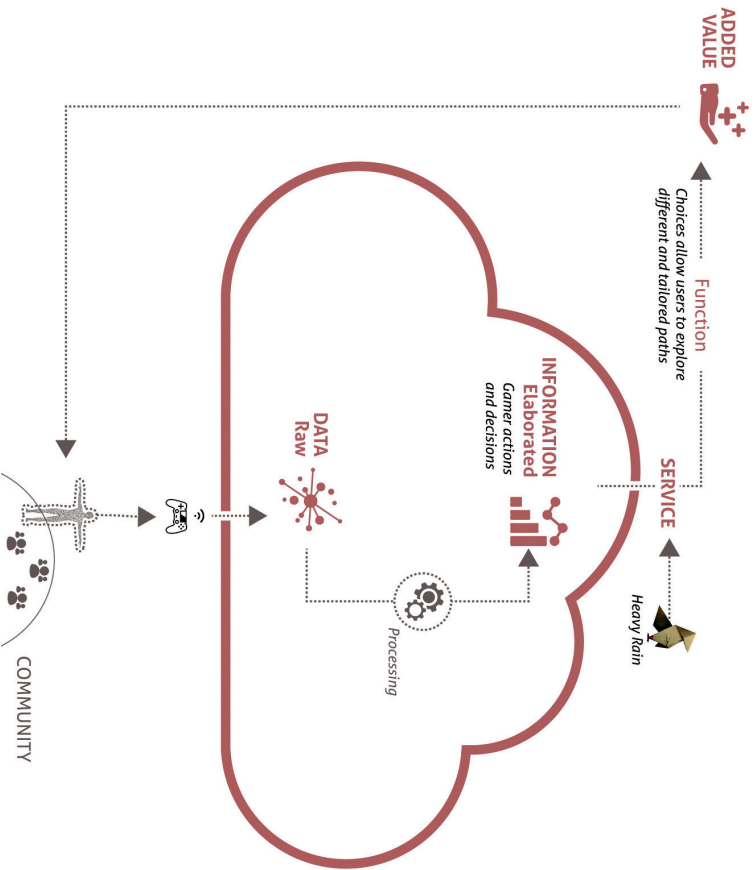 ADDED
VALUE
Function
Choices allow users to explore
different and tailored paths
SERVICE
Heavy Rain
INFORMATION
Elaborated
Gamer actions
and decisions
DATA
Raw
Processing
COMMUNITY